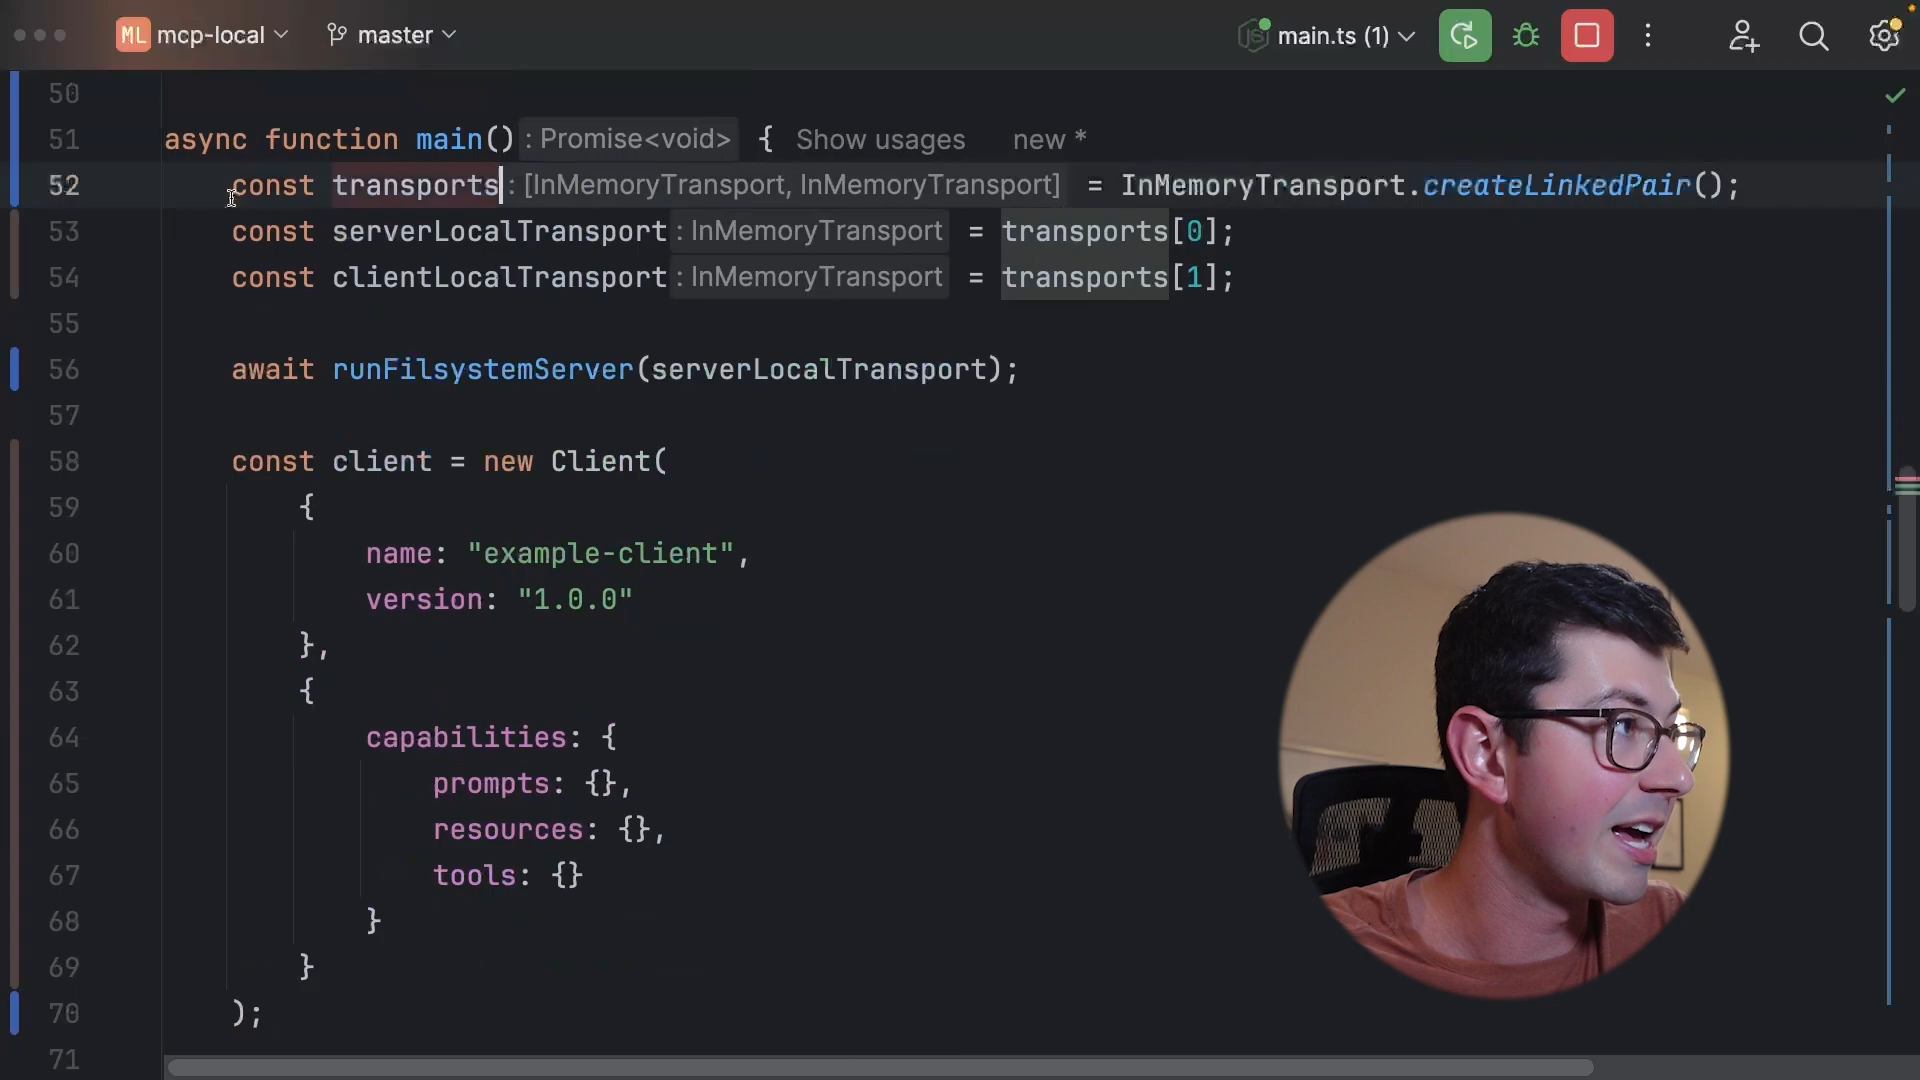 ML mcp-local master main.ts (1)
50
51 async function main() : Promise<void> { Show usages new *
52 const transports : [InMemoryTransport, InMemoryTransport] = InMemoryTransport.createLinkedPair();
53 const serverLocalTransport : InMemoryTransport = transports[0];
54 const clientLocalTransport : InMemoryTransport = transports[1];
55
56 await runFilsystemServer(serverLocalTransport);
57
58 const client = new Client(
59 {
60 name: "example-client",
61 version: "1.0.0"
62 },
63 {
64 capabilities: {
65 prompts: {},
66 resources: {},
67 tools: {}
68 }
69 }
70 );
71